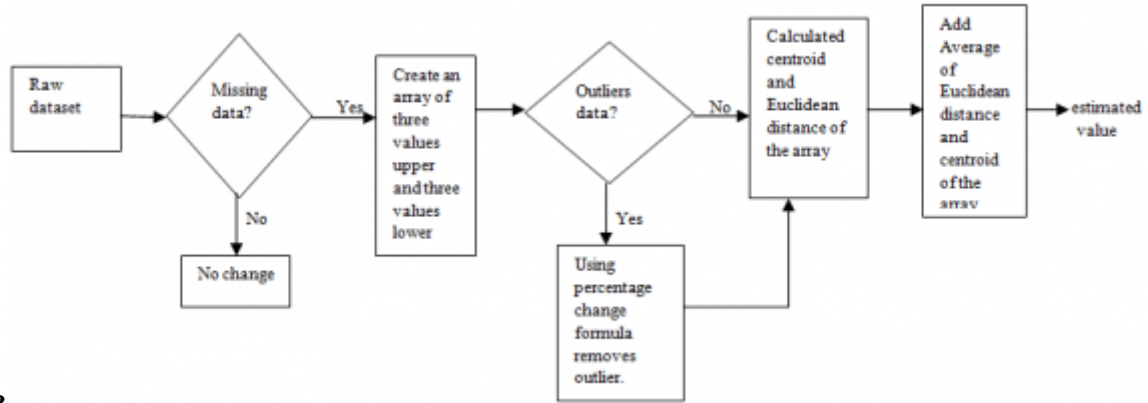 Raw
dataset
Missing
data?
Yes
No
No change
Create an
array of
three
values
upper
and three
values
lower
Outliers
data?
No
Yes
Using
percentage
change
formula
removes
outlier.
Calculated
centroid
and
Euclidean
distance of
the array
Add
Average
of
Euclidean
distance
and
centroid
of the
array
estimated
value